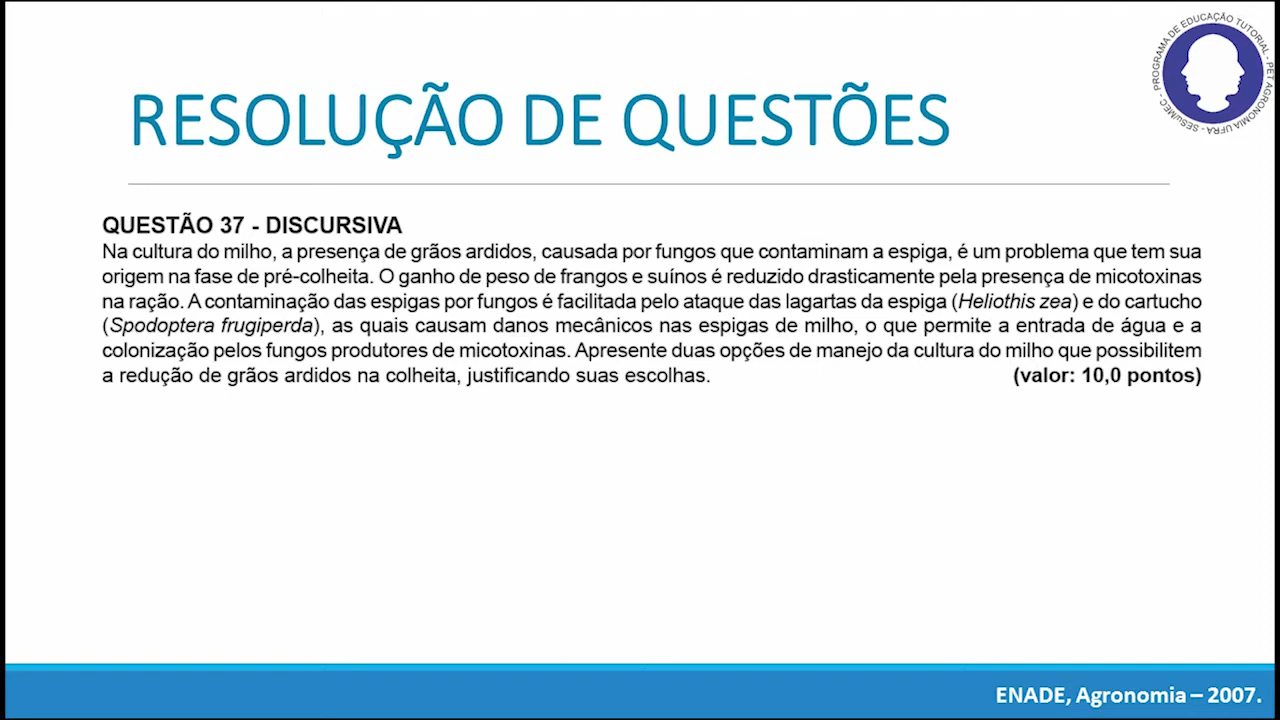 PROGRAMA DE EDUCAÇÃO TUTORIAL - PET AGRONOMIA UFRA - SESu/MEC -
RESOLUÇÃO DE QUESTÕES
QUESTÃO 37 - DISCURSIVA
Na cultura do milho, a presença de grãos ardidos, causada por fungos que contaminam a espiga, é um problema que tem sua
origem na fase de pré-colheita. O ganho de peso de frangos e suínos é reduzido drasticamente pela presença de micotoxinas
na ração. A contaminação das espigas por fungos é facilitada pelo ataque das lagartas da espiga (Heliothis zea) e do cartucho
(Spodoptera frugiperda), as quais causam danos mecânicos nas espigas de milho, o que permite a entrada de água e a
colonização pelos fungos produtores de micotoxinas. Apresente duas opções de manejo da cultura do milho que possibilitem
a redução de grãos ardidos na colheita, justificando suas escolhas. (valor: 10,0 pontos)
ENADE, Agronomia – 2007.